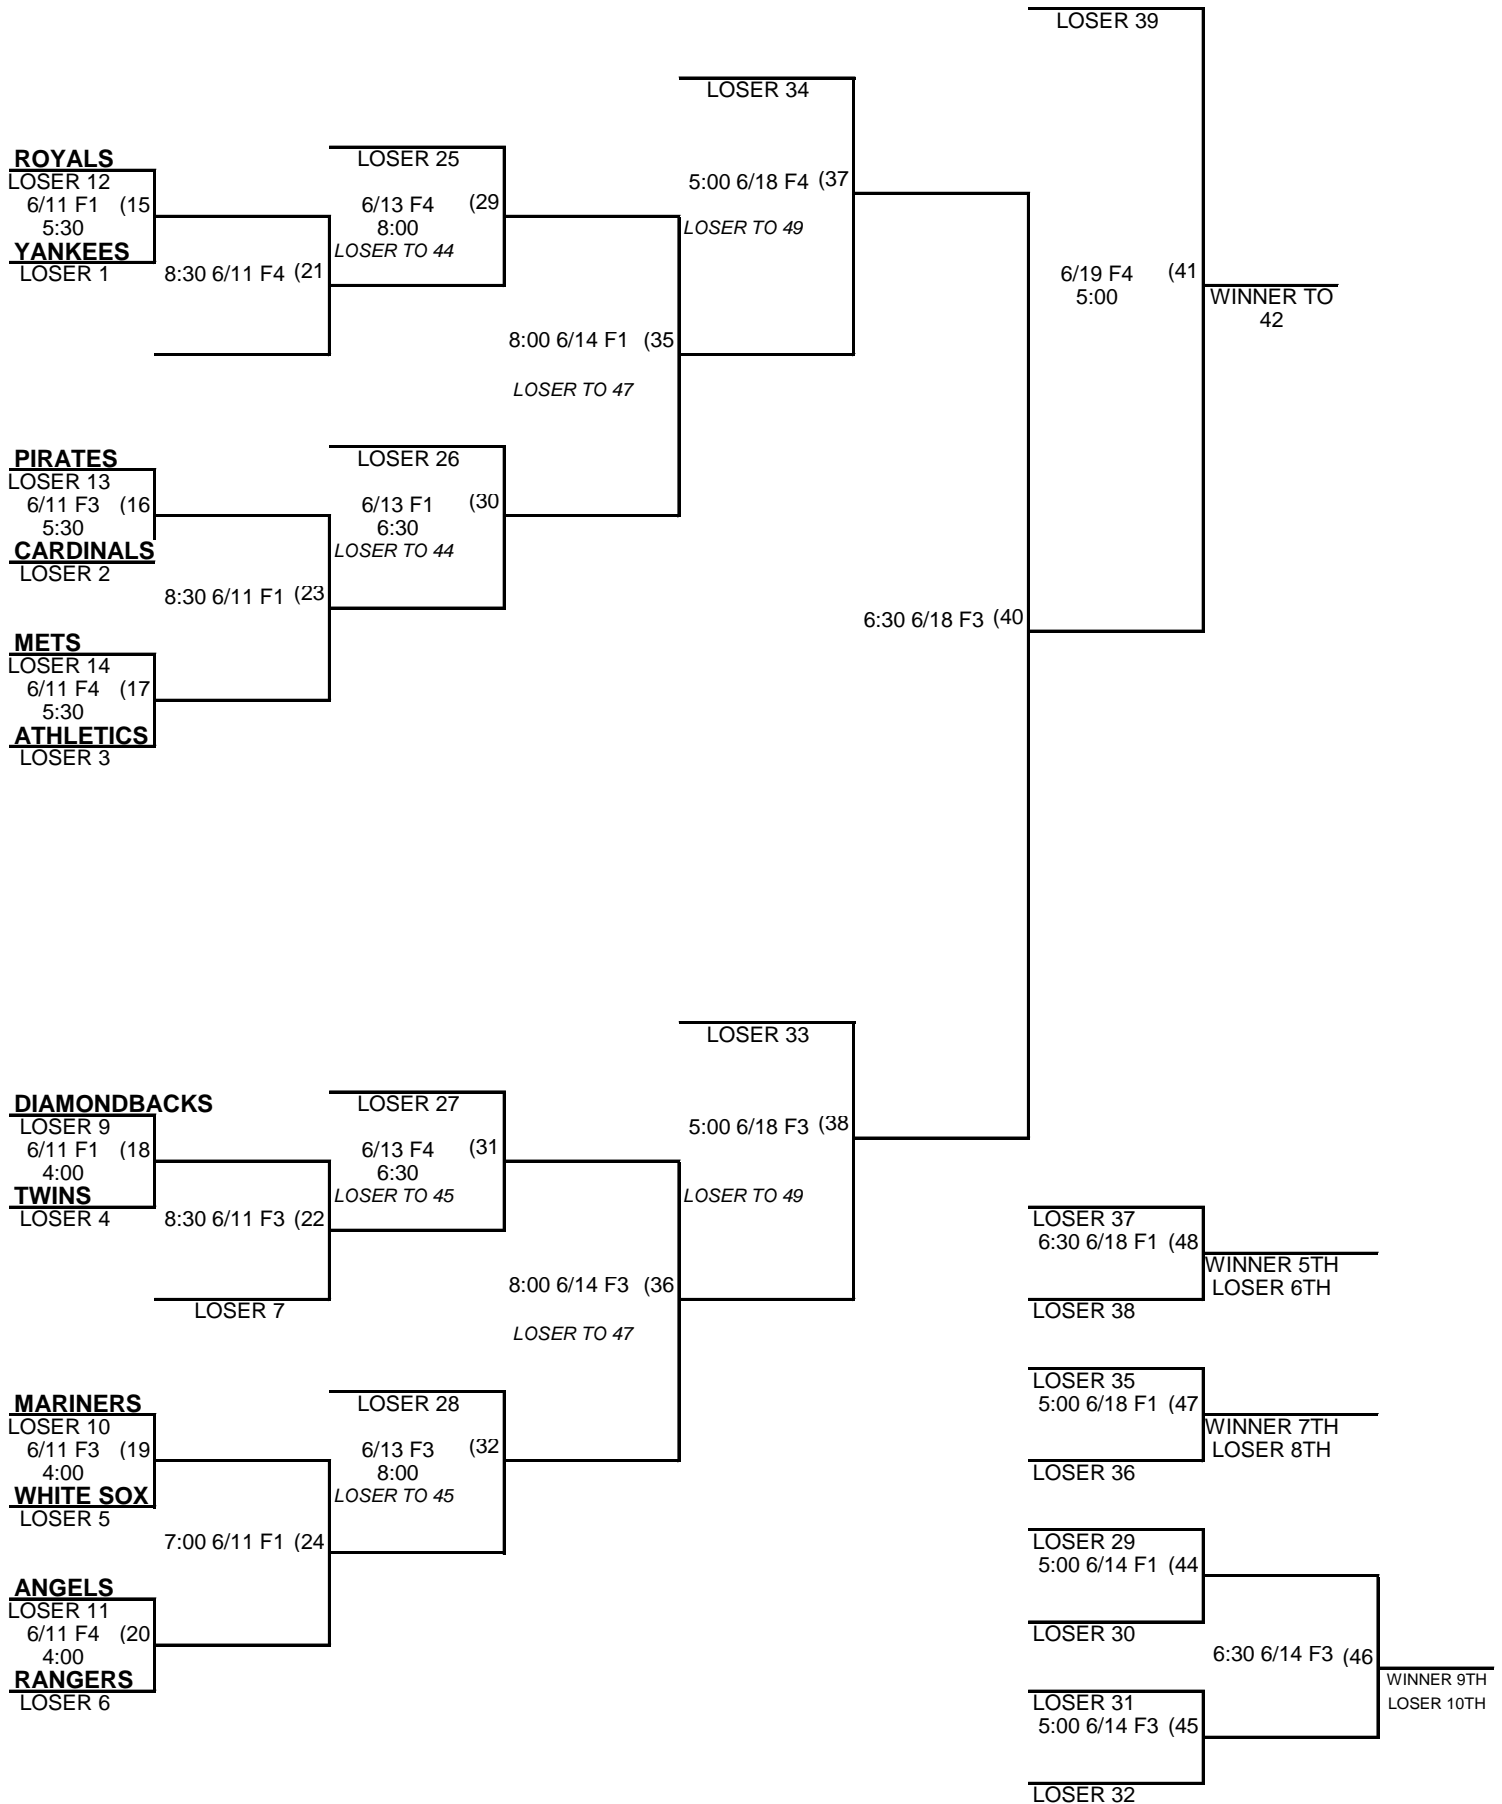 LOSER 39
LOSER 34
ROYALS
LOSER 12
6/11 F1 (15
5:30
YANKEES
LOSER 1
8:30 6/11 F4 (21
LOSER 25
6/13 F4 (29
8:00
LOSER TO 44
5:00 6/18 F4 (37
LOSER TO 49
6/19 F4 (41
5:00
WINNER TO
42
8:00 6/14 F1 (35
LOSER TO 47
PIRATES
LOSER 13
6/11 F3 (16
5:30
CARDINALS
LOSER 2
8:30 6/11 F1 (23
LOSER 26
6/13 F1 (30
6:30
LOSER TO 44
METS
LOSER 14
6/11 F4 (17
5:30
ATHLETICS
LOSER 3
6:30 6/18 F3 (40
LOSER 33
DIAMONDBACKS
LOSER 9
6/11 F1 (18
4:00
TWINS
LOSER 4
8:30 6/11 F3 (22
LOSER 7
LOSER 27
6/13 F4 (31
6:30
LOSER TO 45
5:00 6/18 F3 (38
LOSER TO 49
8:00 6/14 F3 (36
LOSER TO 47
MARINERS
LOSER 10
6/11 F3 (19
4:00
WHITE SOX
LOSER 5
7:00 6/11 F1 (24
LOSER 28
6/13 F3 (32
8:00
LOSER TO 45
ANGELS
LOSER 11
6/11 F4 (20
4:00
RANGERS
LOSER 6
LOSER 37
6:30 6/18 F1 (48
WINNER 5TH
LOSER 6TH
LOSER 38
LOSER 35
5:00 6/18 F1 (47
WINNER 7TH
LOSER 8TH
LOSER 36
LOSER 29
5:00 6/14 F1 (44
LOSER 30
6:30 6/14 F3 (46
WINNER 9TH
LOSER 10TH
LOSER 31
5:00 6/14 F3 (45
LOSER 32